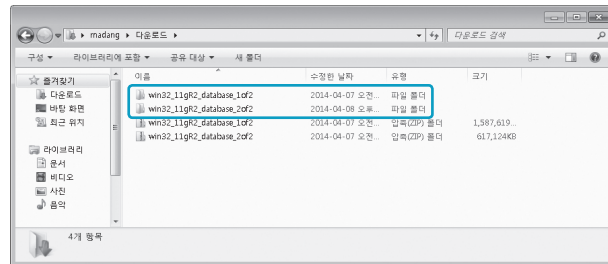 madang ▸ 다운로드 ▸
다운로드 검색
구성 ▼ 라이브러리에 포함 ▼ 공유 대상 ▼ 새 폴더
즐겨찾기
다운로드
바탕 화면
최근 위치
라이브러리
문서
비디오
사진
음악
이름 수정한 날짜 유형 크기
win32_11gR2_database_1of2 2014-04-07 오전... 파일 폴더
win32_11gR2_database_2of2 2014-04-08 오후... 파일 폴더
win32_11gR2_database_1of2 2014-04-07 오전... 압축(ZIP) 폴더 1,587,619...
win32_11gR2_database_2of2 2014-04-07 오전... 압축(ZIP) 폴더 617,124KB
4개 항목